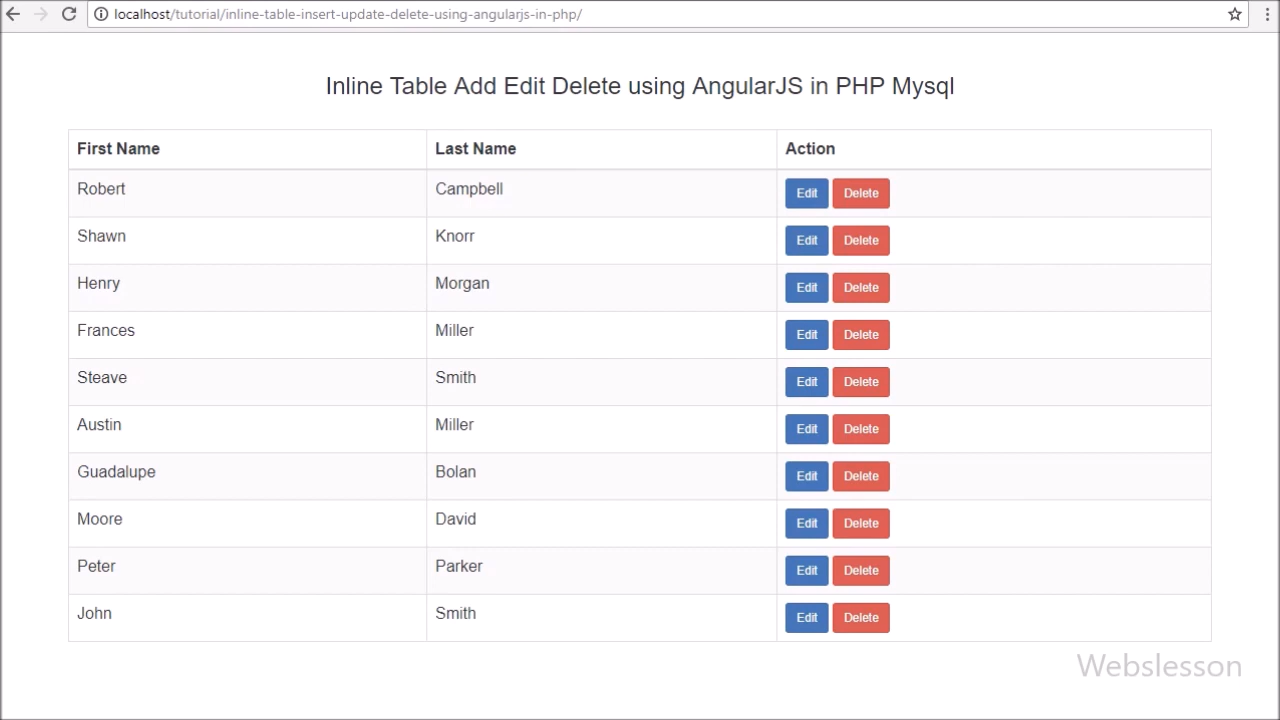 localhost/tutorial/inline-table-insert-update-delete-using-angularjs-in-php/
Inline Table Add Edit Delete using AngularJS in PHP Mysql
First Name Last Name Action
Robert Campbell Edit Delete
Shawn Knorr Edit Delete
Henry Morgan Edit Delete
Frances Miller Edit Delete
Steave Smith Edit Delete
Austin Miller Edit Delete
Guadalupe Bolan Edit Delete
Moore David Edit Delete
Peter Parker Edit Delete
John Smith Edit Delete
Webslesson